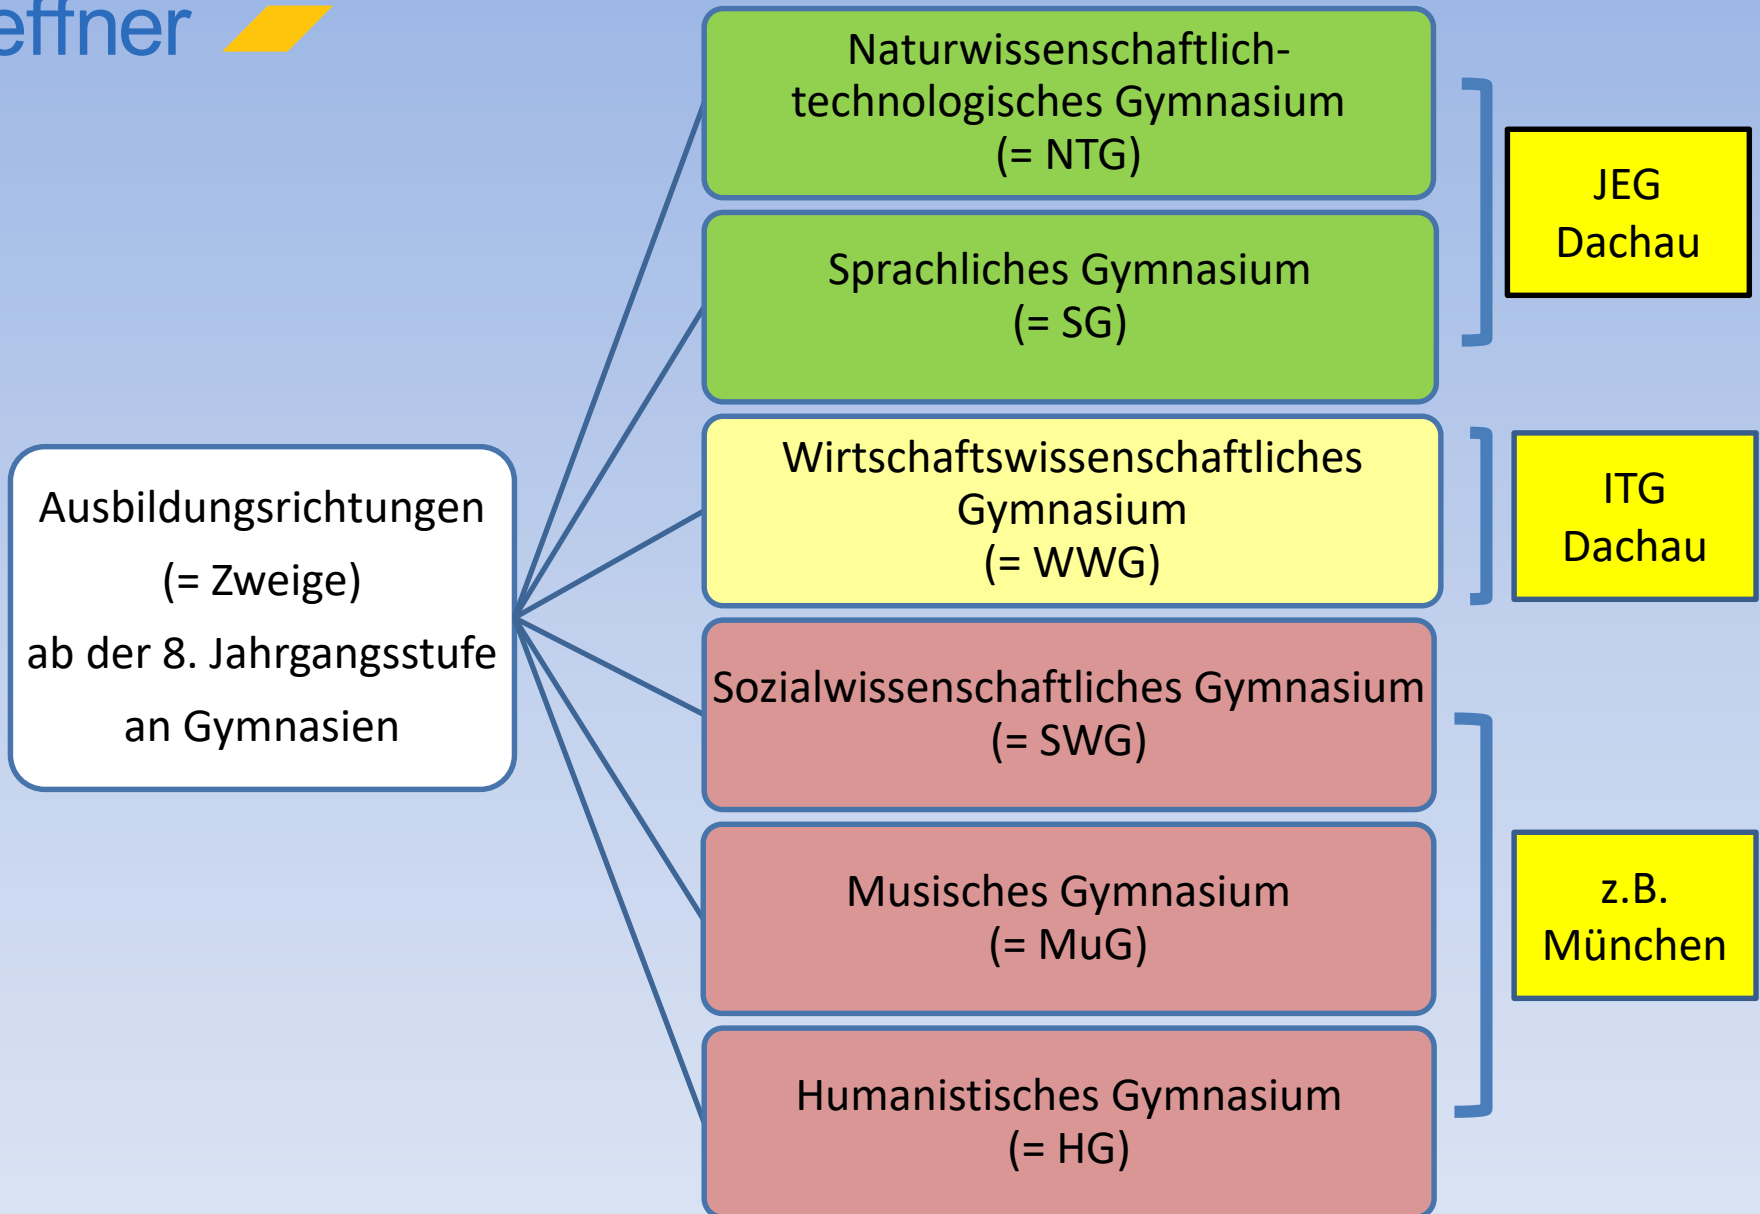 effner
Naturwissenschaftlich-
technologisches Gymnasium
(= NTG)
JEG
Dachau
Sprachliches Gymnasium
(= SG)
Wirtschaftswissenschaftliches
Gymnasium
(= WWG)
ITG
Dachau
Ausbildungsrichtungen
(= Zweige)
ab der 8. Jahrgangsstufe
an Gymnasien
Sozialwissenschaftliches Gymnasium
(= SWG)
Musisches Gymnasium
(= MuG)
z.B.
München
Humanistisches Gymnasium
(= HG)